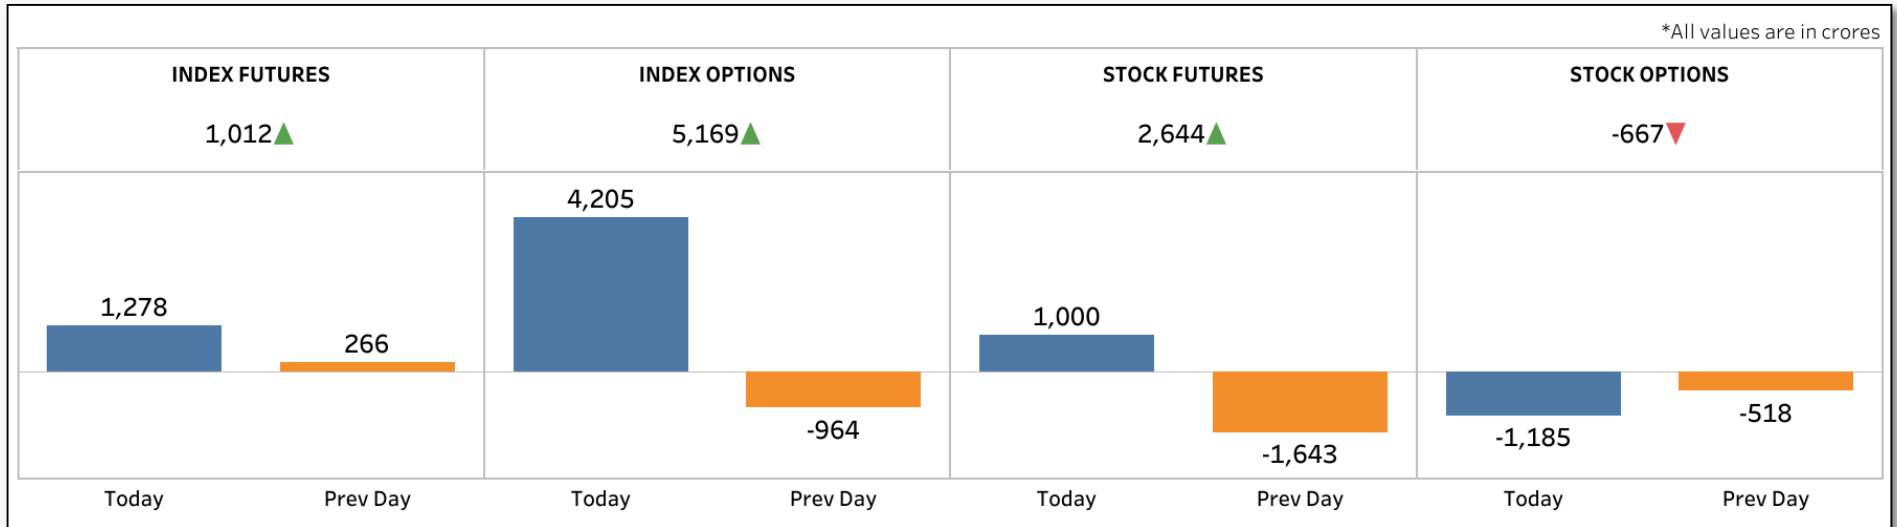 *All values are in crores
INDEX FUTURES
1,012▲
INDEX OPTIONS
5,169▲
STOCK FUTURES
2,644▲
STOCK OPTIONS
-667▼
1,278
266
4,205
-964
1,000
-1,643
-1,185
-518
Today Prev Day Today Prev Day Today Prev Day Today Prev Day